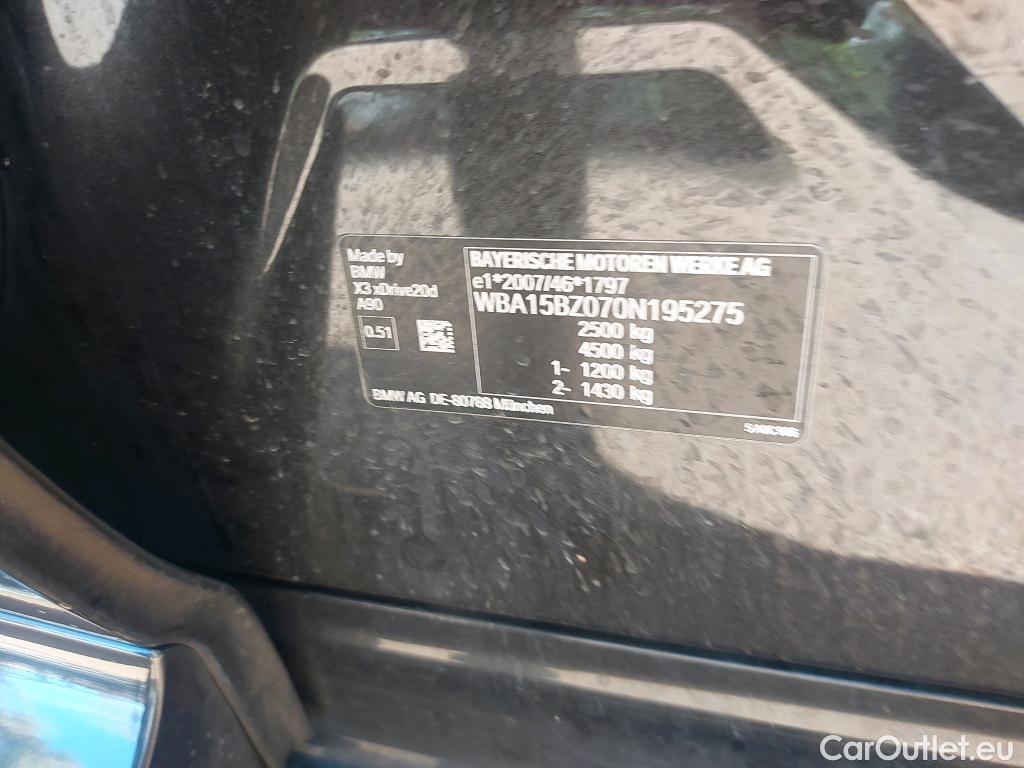 Made by
BMW
X3 xDrive20d
A90
0.51
BAYERISCHE MOTOREN WERKE AG
e1*2007/46*1797
WBA15BZ070N195275
2500 kg
4500 kg
1- 1200 kg
2- 1430 kg
BMW AG DE-80788 München
CarOutlet.eu